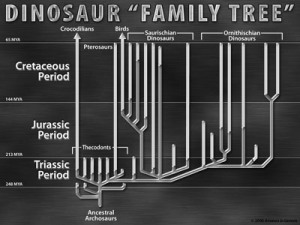 DINOSAUR "FAMILY TREE"
Crocodilians
Birds
Saurischian
Dinosaurs
Ornithischian
Dinosaurs
65 MYA
Pterosaurs
Cretaceous
Period
144 MYA
Jurassic
Period
Thecodonts
213 MYA
Triassic
Period
248 MYA
Ancestral
Archosaurs